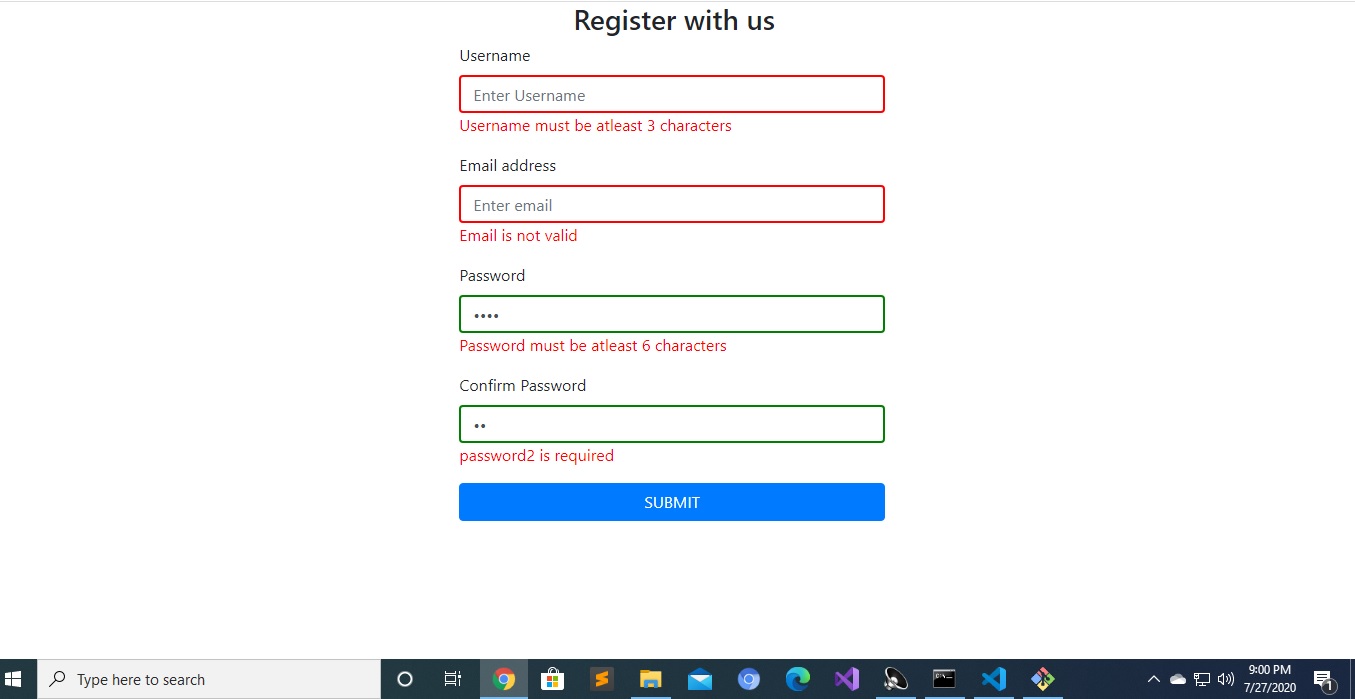 Register with us
Username
Enter Username
Username must be atleast 3 characters
Email address
Enter email
Email is not valid
Password
••••
Password must be atleast 6 characters
Confirm Password
••
password2 is required
SUBMIT
Type here to search
9:00 PM
7/27/2020
1